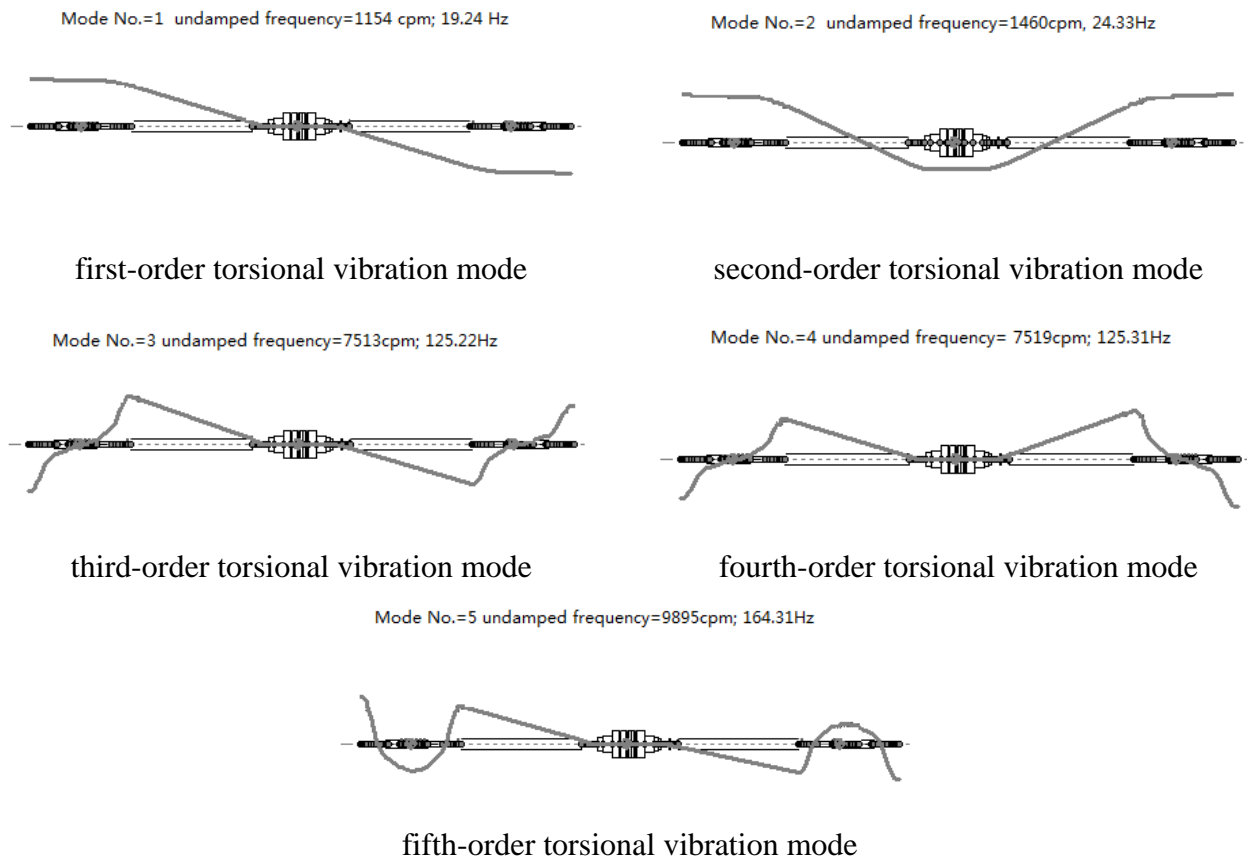 Mode No.=1 undamped frequency=1154 cpm; 19.24 Hz
Mode No.=2 undamped frequency=1460cpm, 24.33Hz
first-order torsional vibration mode
second-order torsional vibration mode
Mode No.=3 undamped frequency=7513cpm; 125.22Hz
Mode No.=4 undamped frequency= 7519cpm; 125.31Hz
third-order torsional vibration mode
fourth-order torsional vibration mode
Mode No.=5 undamped frequency=9895cpm; 164.31Hz
fifth-order torsional vibration mode